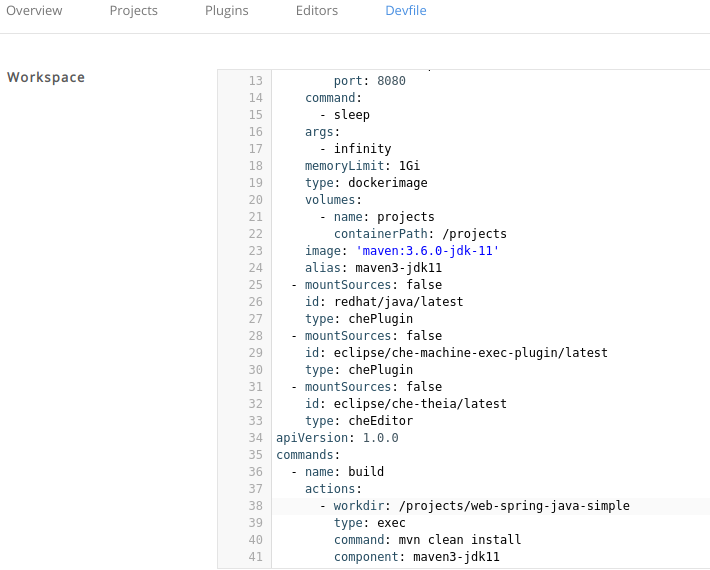 Overview Projects Plugins Editors Devfile
Workspace
13 port: 8080
14 command:
15 - sleep
16 args:
17 - infinity
18 memoryLimit: 1Gi
19 type: dockerimage
20 volumes:
21 - name: projects
22 containerPath: /projects
23 image: 'maven:3.6.0-jdk-11'
24 alias: maven3-jdk11
25 - mountSources: false
26 id: redhat/java/latest
27 type: chePlugin
28 - mountSources: false
29 id: eclipse/che-machine-exec-plugin/latest
30 type: chePlugin
31 - mountSources: false
32 id: eclipse/che-theia/latest
33 type: cheEditor
34 apiVersion: 1.0.0
35 commands:
36 - name: build
37 actions:
38 - workdir: /projects/web-spring-java-simple
39 type: exec
40 command: mvn clean install
41 component: maven3-jdk11